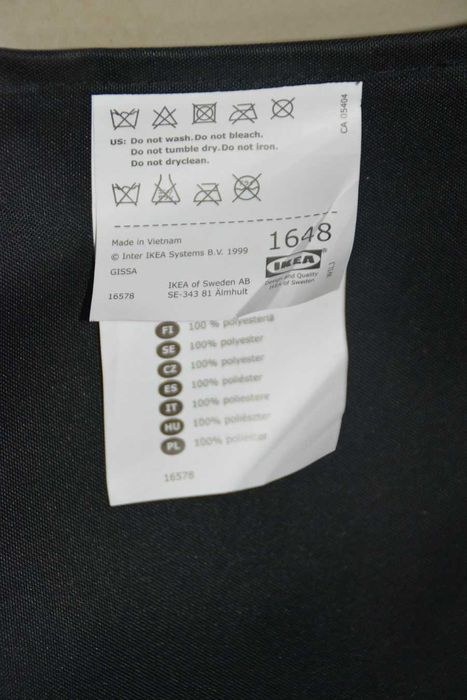 US: Do not wash.Do not bleach.
Do not tumble dry.Do not iron.
Do not dryclean.
CA 05404
Made in Vietnam
© Inter IKEA Systems B.V. 1999
GISSA
1648
IKEA
Design and Quality
IKEA of Sweden
IKEA of Sweden AB
16578 SE-343 81 Älmhult
FI 100 % polyesteria
SE 100% polyester
CZ 100% polyester
ES 100% poliéster
IT 100% poliestere
HU 100% poliészter
PL 100% poliester
16578